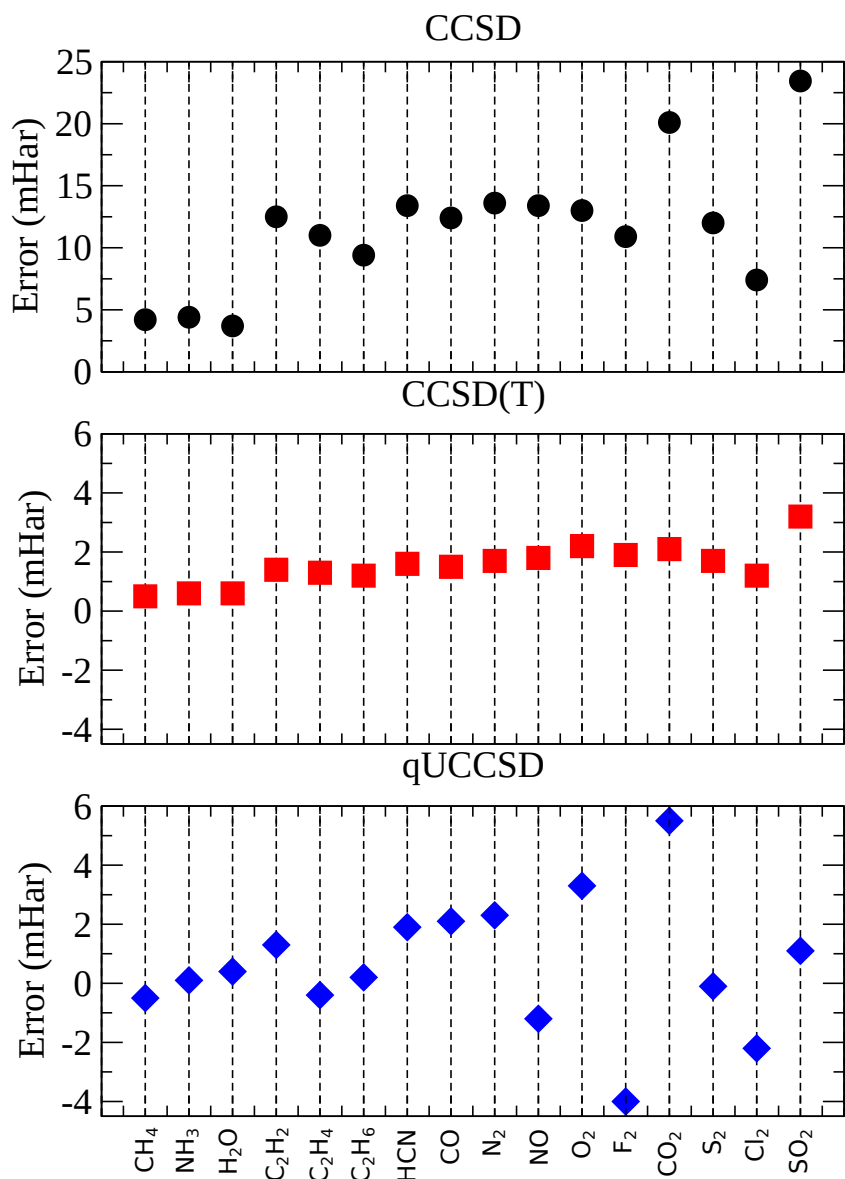 CCSD
Error (mHar)
25
20
15
10
5
0
CCSD(T)
Error (mHar)
6
4
2
0
-2
-4
qUCCSD
Error (mHar)
6
4
2
0
-2
-4
CH₄ NH₃ H₂O C₂H₂ C₂H₄ C₂H₆ HCN CO N₂ NO O₂ F₂ CO₂ S₂ Cl₂ SO₂